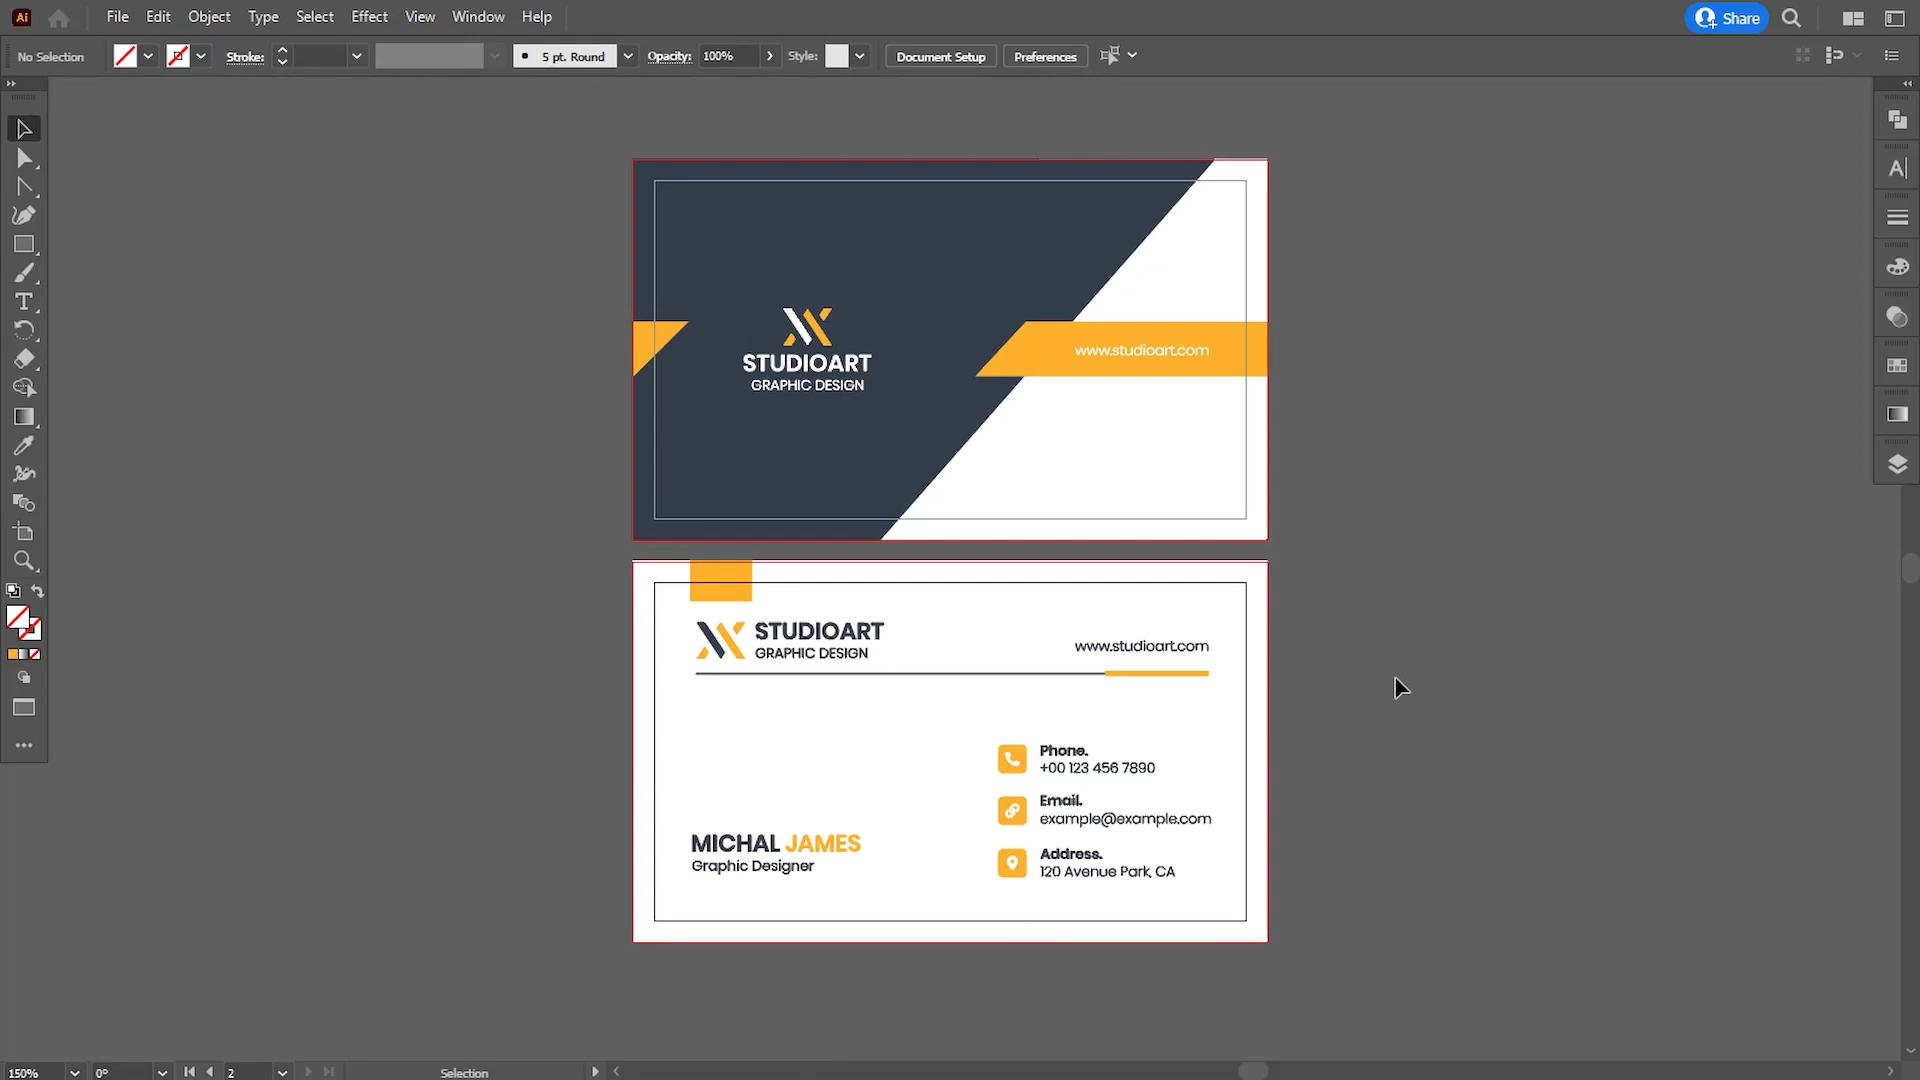 Ai File Edit Object Type Select Effect View Window Help Share
No Selection Stroke: 5 pt. Round Opacity: 100% Style: Document Setup Preferences
STUDIOART
GRAPHIC DESIGN
www.studioart.com
STUDIOART
GRAPHIC DESIGN
www.studioart.com
Phone.
+00 123 456 7890
Email.
example@example.com
MICHAL JAMES
Graphic Designer
Address.
120 Avenue Park, CA
150% 0° 2 Selection